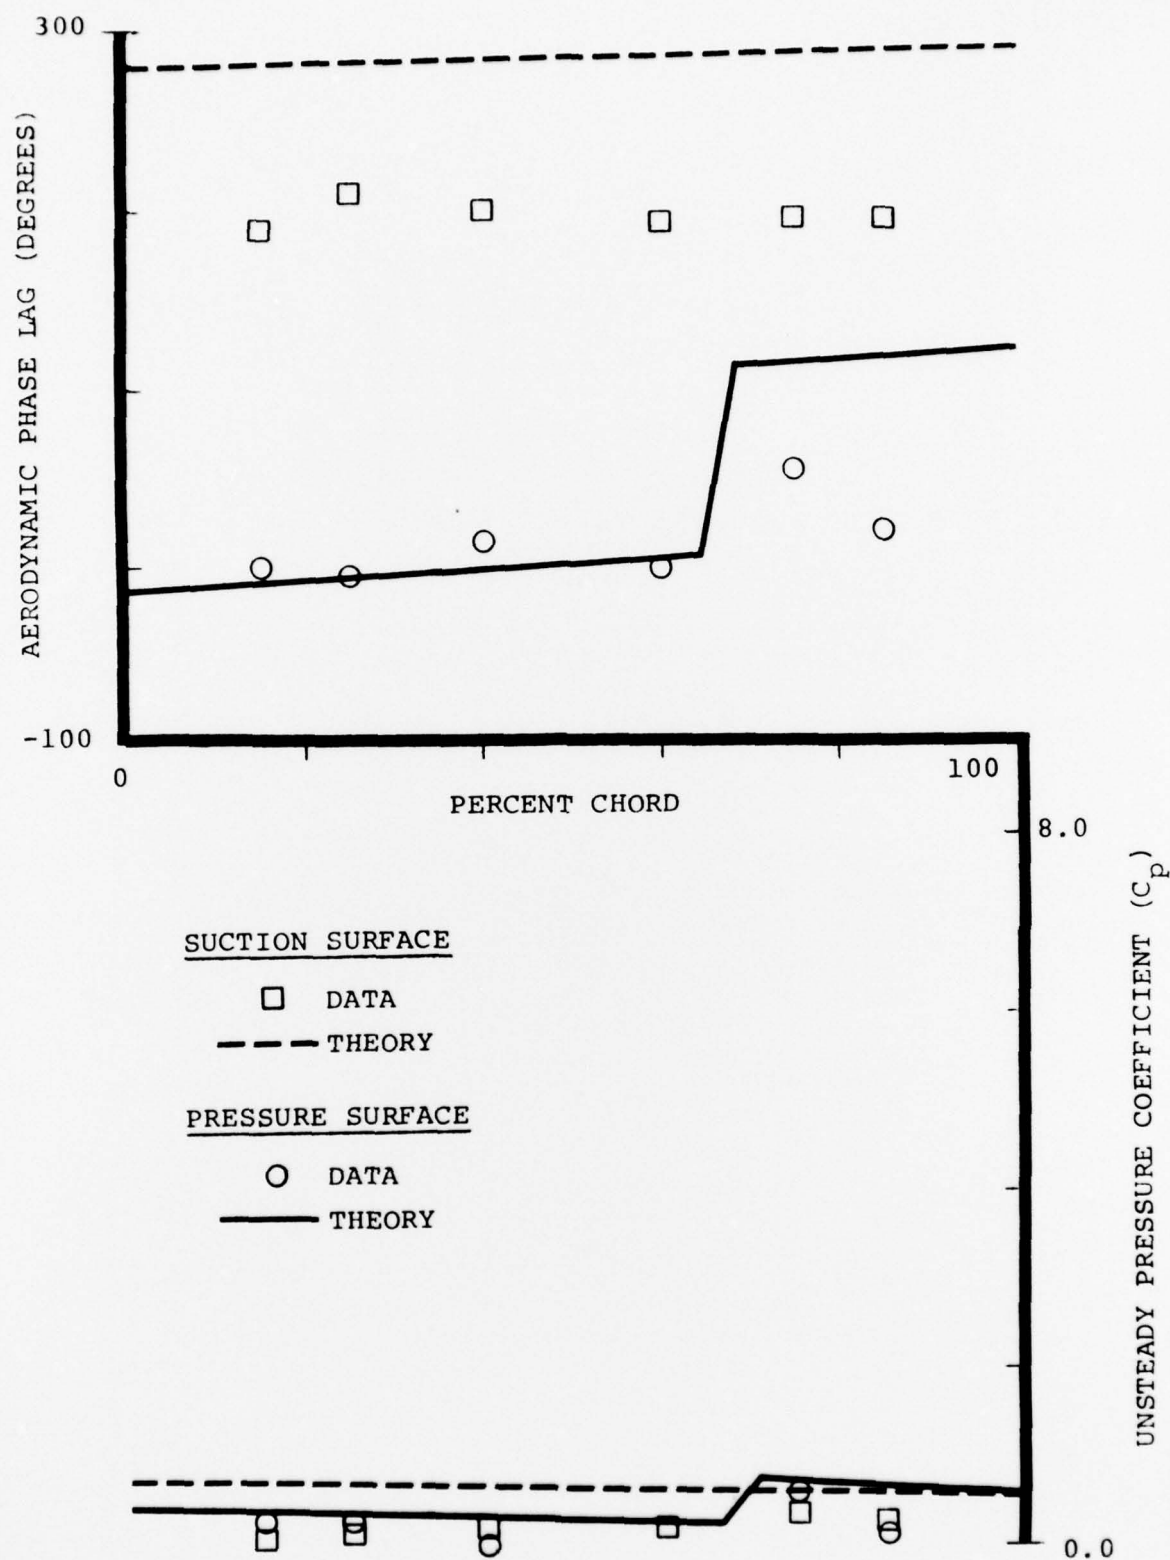 300
AERODYNAMIC PHASE LAG (DEGREES)
-100
0
100
PERCENT CHORD
8.0
UNSTEADY PRESSURE COEFFICIENT (Cp)
SUCTION SURFACE
DATA
THEORY
PRESSURE SURFACE
DATA
THEORY
0.0